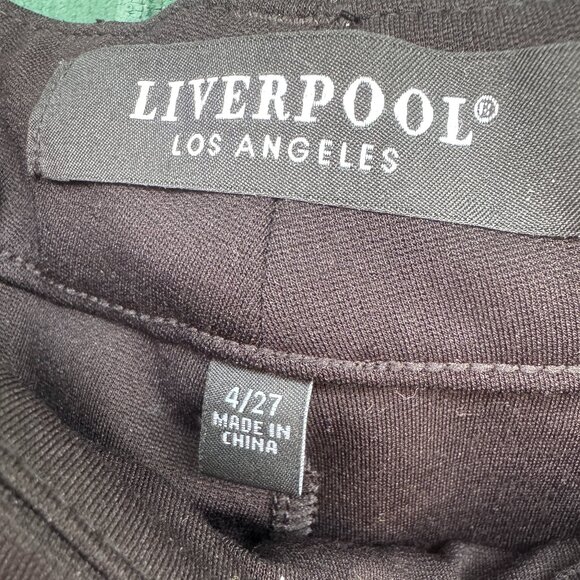 LIVERPOOL®
LOS ANGELES
4/27
MADE IN
CHINA